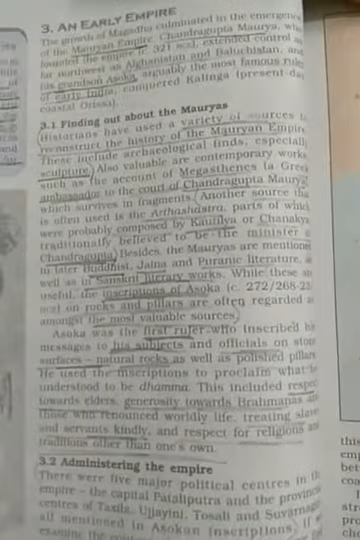 3. AN EARLY EMPIRE
The growth of Magadha culminated in the emergence
of the Mauryan Empire. Chandragupta Maurya, who
founded the empire (c. 321 BCE), extended control as
far northwest as Afghanistan and Baluchistan, and
his grandson Asoka, arguably the most famous ruler
of early India, conquered Kalinga (present-day
coastal Orissa).
3.1 Finding out about the Mauryas
Historians have used a variety of sources to
reconstruct the history of the Mauryan Empire.
These include archaeological finds, especially
sculpture. Also valuable are contemporary works,
such as the account of Megasthenes (a Greek
ambassador to the court of Chandragupta Maurya),
which survives in fragments. Another source that
is often used is the Arthashastra, parts of which
were probably composed by Kautilya or Chanakya,
traditionally believed to be the minister of
Chandragupta. Besides, the Mauryas are mentioned
in later Buddhist, Jaina and Puranic literature, as
well as in Sanskrit literary works. While these are
useful, the inscriptions of Asoka (c. 272/268-231
BCE) on rocks and pillars are often regarded as
amongst the most valuable sources.
Asoka was the first ruler who inscribed his
messages to his subjects and officials on stone
surfaces – natural rocks as well as polished pillars.
He used the inscriptions to proclaim what he
understood to be dhamma. This included respect
towards elders, generosity towards Brahmanas and
those who renounced worldly life, treating slaves
and servants kindly, and respect for religions and
traditions other than one's own.
3.2 Administering the empire
There were five major political centres in the
empire – the capital Pataliputra and the provincial
centres of Taxila, Ujjayini, Tosali and Suvarnagiri,
all mentioned in Asokan inscriptions. If we
examine the